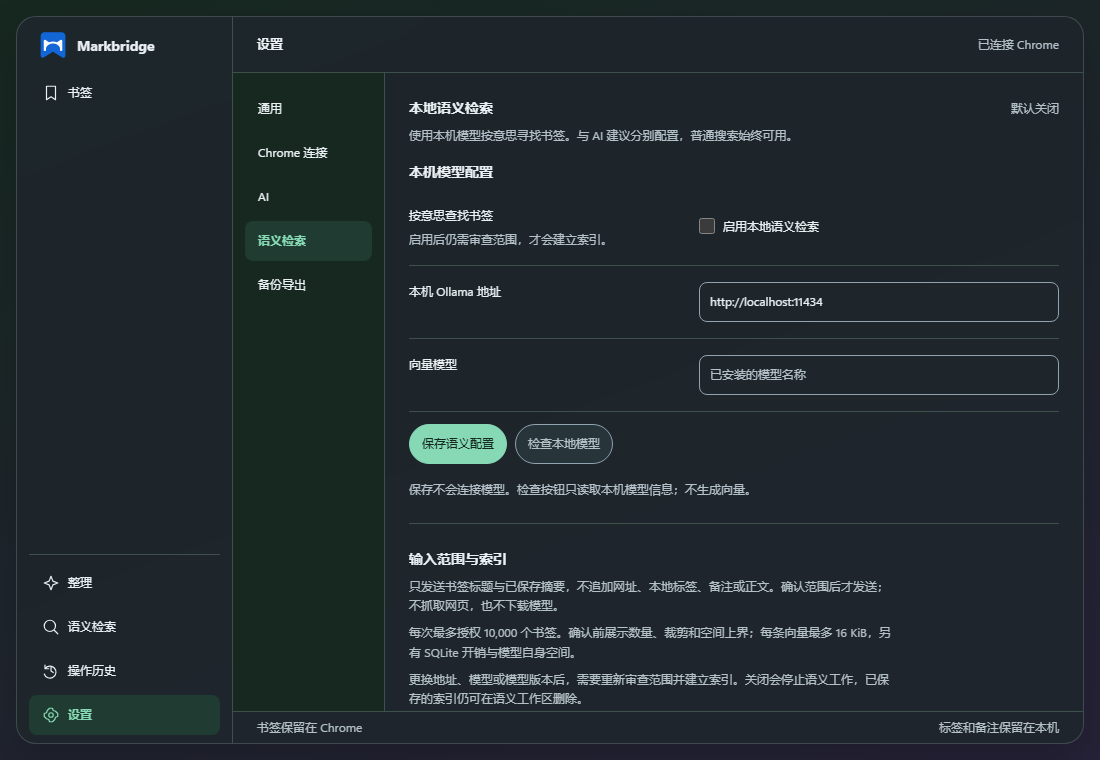 Markbridge
书签
整理
语义检索
操作历史
设置
设置
已连接 Chrome
通用
Chrome 连接
AI
语义检索
备份导出
本地语义检索
默认关闭
使用本机模型按意思寻找书签。与 AI 建议分别配置，普通搜索始终可用。
本机模型配置
按意思查找书签
启用后仍需审查范围，才会建立索引。
启用本地语义检索
本机 Ollama 地址
http://localhost:11434
向量模型
已安装的模型名称
保存语义配置
检查本地模型
保存不会连接模型。检查按钮只读取本机模型信息；不生成向量。
输入范围与索引
只发送书签标题与已保存摘要，不追加网址、本地标签、备注或正文。确认范围后才发送；
不抓取网页，也不下载模型。
每次最多授权 10,000 个书签。确认前展示数量、裁剪和空间上界；每条向量最多 16 KiB，另
有 SQLite 开销与模型自身空间。
更换地址、模型或模型版本后，需要重新审查范围并建立索引。关闭会停止语义工作，已保
存的索引仍可在语义工作区删除。
书签保留在 Chrome
标签和备注保留在本机